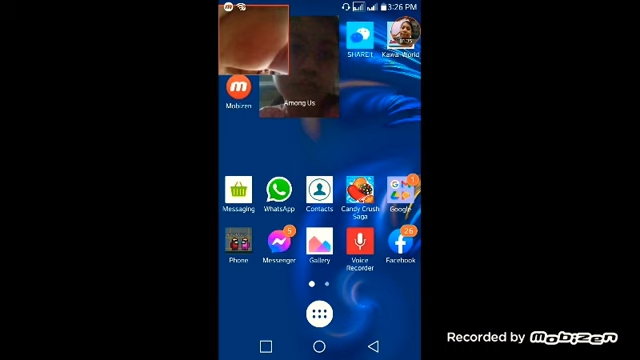 3:26 PM
SHAREit
Kawai World
Mobizen
Among Us
Messaging
WhatsApp
Contacts
Candy Crush
Saga
Google
1
Phone
Messenger
5
Gallery
Voice
Recorder
Facebook
26
Recorded by Mobizen